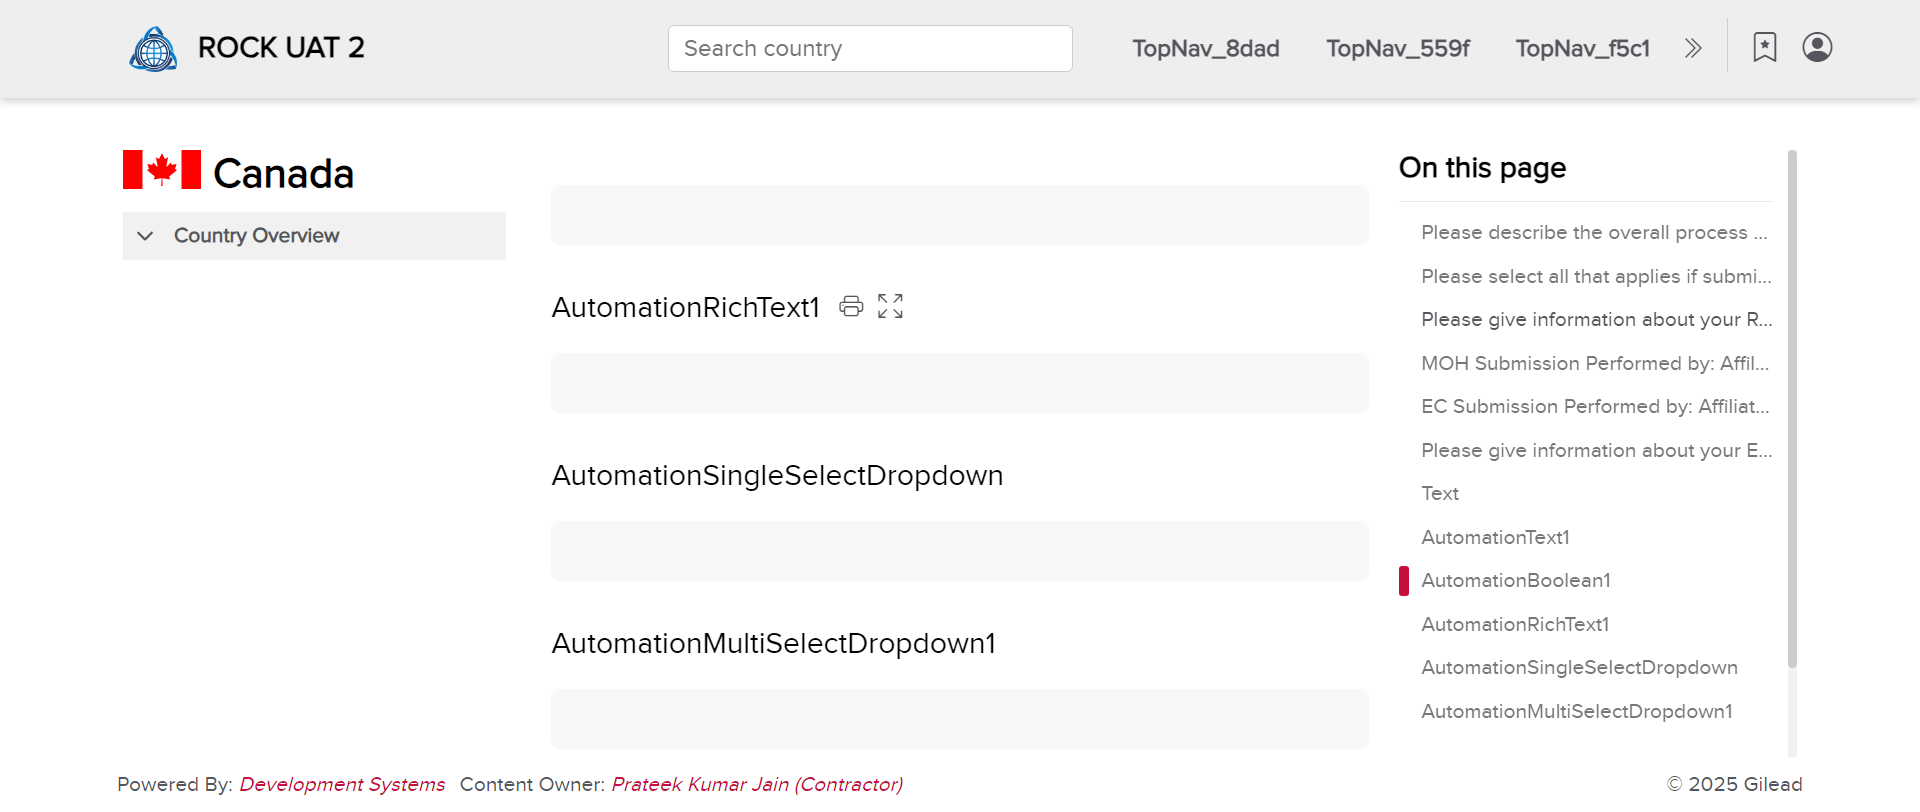 ROCK UAT 2
Search country
TopNav_8dad
TopNav_559f
TopNav_f5c1
Canada
Country Overview
AutomationRichText1
AutomationSingleSelectDropdown
AutomationMultiSelectDropdown1
On this page
Please describe the overall process ...
Please select all that applies if submi...
Please give information about your R...
MOH Submission Performed by: Affil...
EC Submission Performed by: Affiliat...
Please give information about your E...
Text
AutomationText1
AutomationBoolean1
AutomationRichText1
AutomationSingleSelectDropdown
AutomationMultiSelectDropdown1
Powered By: Development Systems Content Owner: Prateek Kumar Jain (Contractor)
© 2025 Gilead